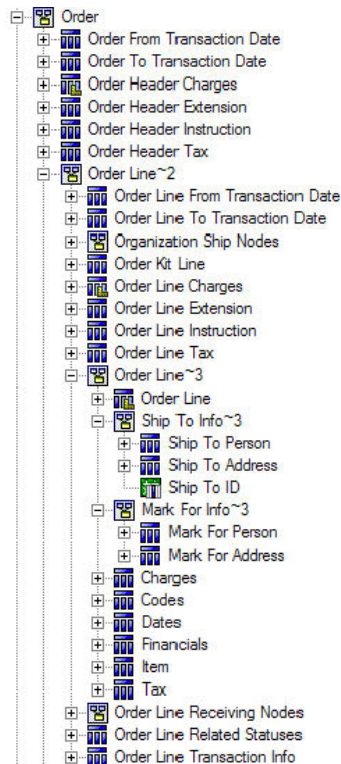 Order
Order From Transaction Date
Order To Transaction Date
Order Header Charges
Order Header Extension
Order Header Instruction
Order Header Tax
Order Line~2
Order Line From Transaction Date
Order Line To Transaction Date
Organization Ship Nodes
Order Kit Line
Order Line Charges
Order Line Extension
Order Line Instruction
Order Line Tax
Order Line~3
Order Line
Ship To Info~3
Ship To Person
Ship To Address
Ship To ID
Mark For Info~3
Mark For Person
Mark For Address
Charges
Codes
Dates
Financials
Item
Tax
Order Line Receiving Nodes
Order Line Related Statuses
Order Line Transaction Info